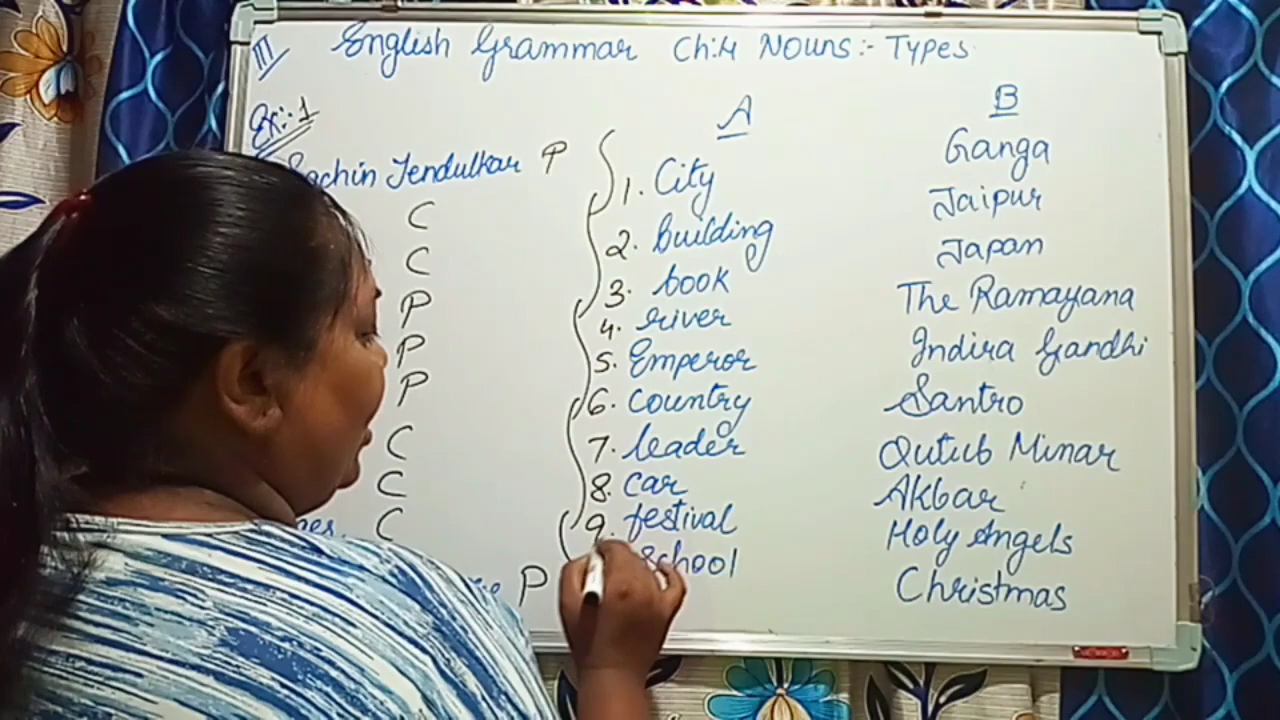 III English Grammar Ch:4 Nouns:- Types
Ex:-1
Sachin Tendulkar P
C
C
P
P
P
C
C
C
P
A
1. City
2. building
3. book
4. river
5. Emperor
6. Country
7. leader
8. car
9. festival
School
B
Ganga
Jaipur
Japan
The Ramayana
Indira Gandhi
Santro
Qutub Minar
Akbar
Holy Angels
Christmas